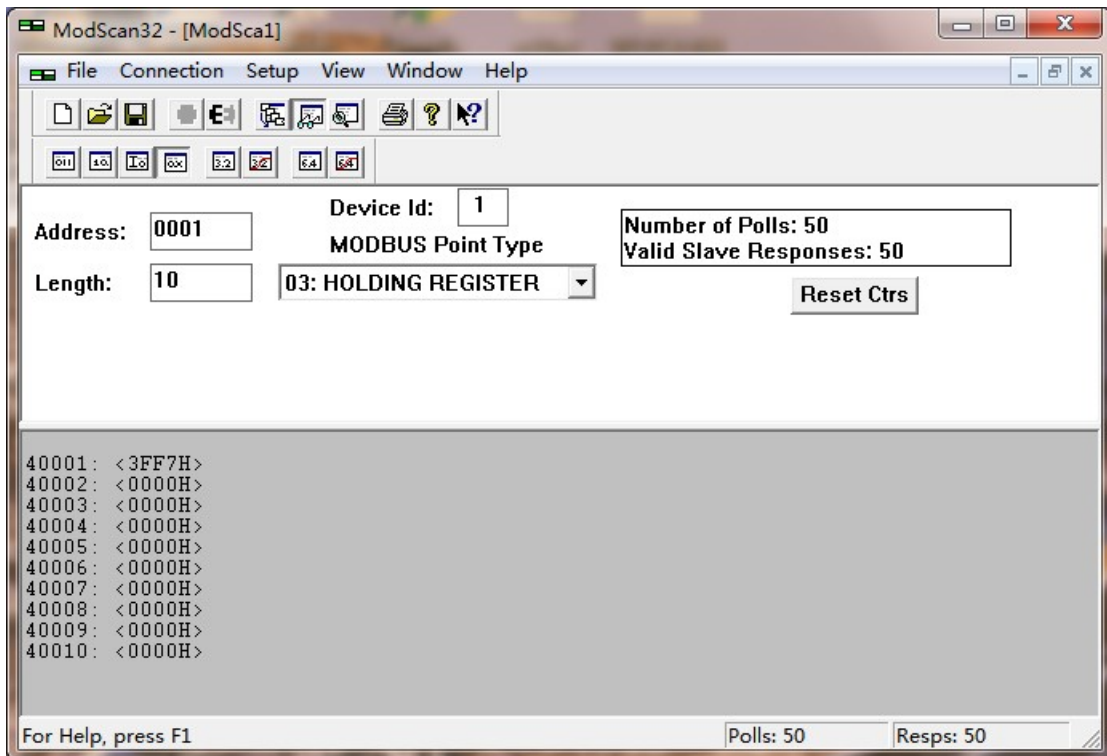 ModScan32 - [ModSca1]
File Connection Setup View Window Help
Address: 0001
Device Id: 1
MODBUS Point Type
Length: 10
03: HOLDING REGISTER
Number of Polls: 50
Valid Slave Responses: 50
Reset Ctrs
40001: <3FF7H>
40002: <0000H>
40003: <0000H>
40004: <0000H>
40005: <0000H>
40006: <0000H>
40007: <0000H>
40008: <0000H>
40009: <0000H>
40010: <0000H>
For Help, press F1
Polls: 50
Resps: 50